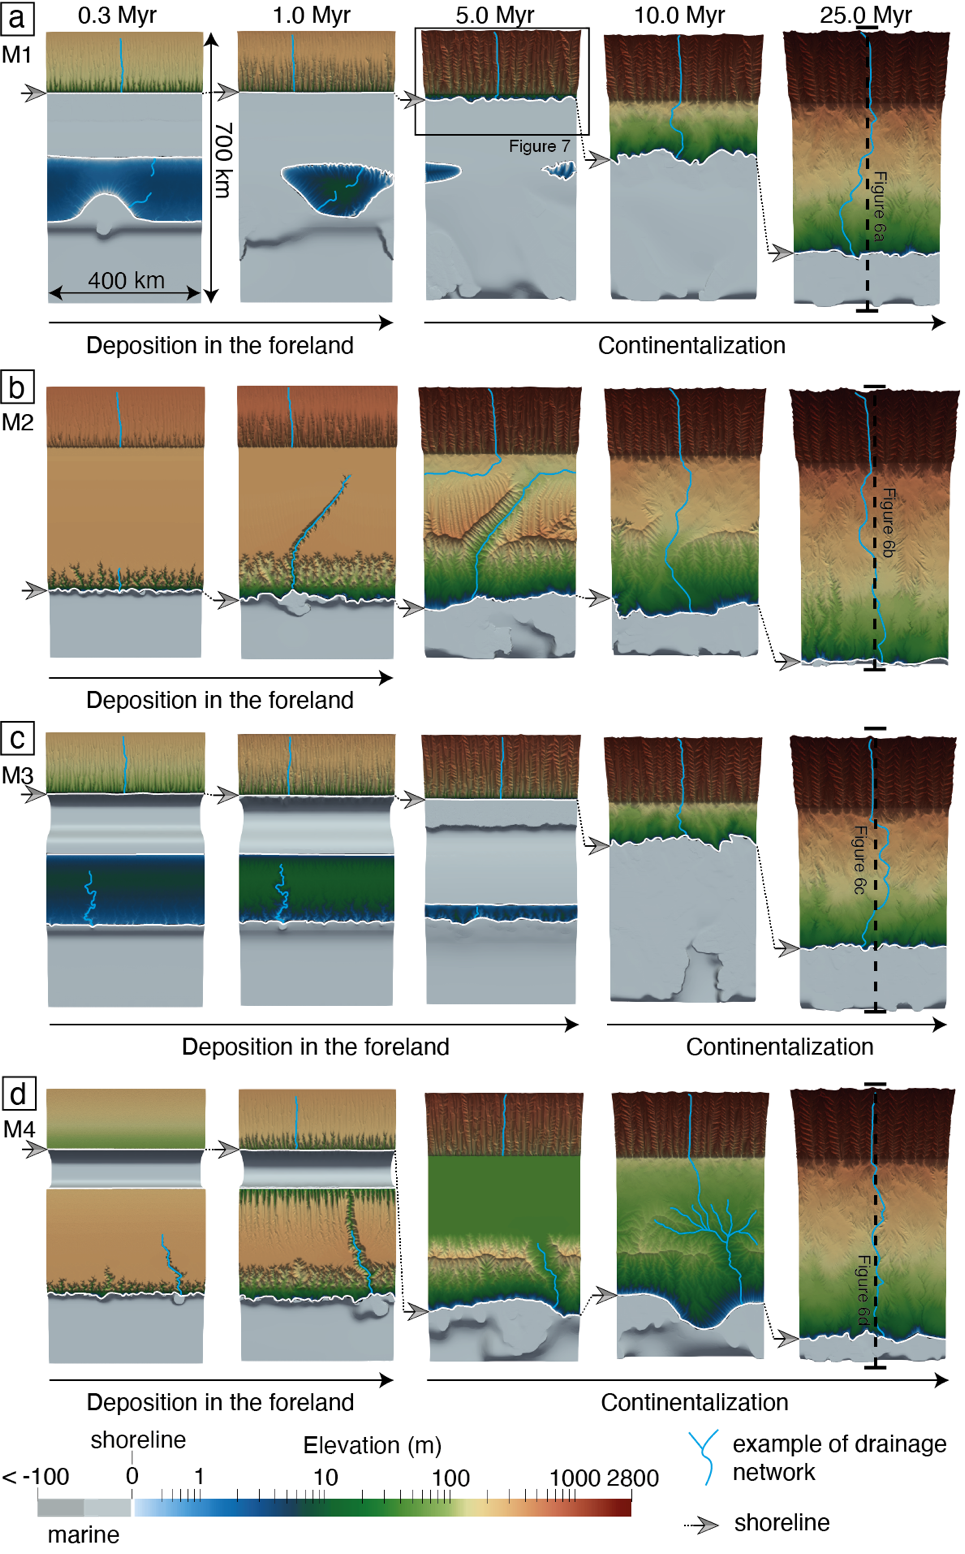 a
0.3 Myr
1.0 Myr
5.0 Myr
10.0 Myr
25.0 Myr
M1
700 km
400 km
Figure 7
Figure 6a
Deposition in the foreland
Continentalization
b
M2
Figure 6b
Deposition in the foreland
c
M3
Figure 6c
Deposition in the foreland
Continentalization
d
M4
Figure 6d
Deposition in the foreland
Continentalization
shoreline
Elevation (m)
< -100 0 1 10 100 1000 2800
marine
example of drainage
network
shoreline